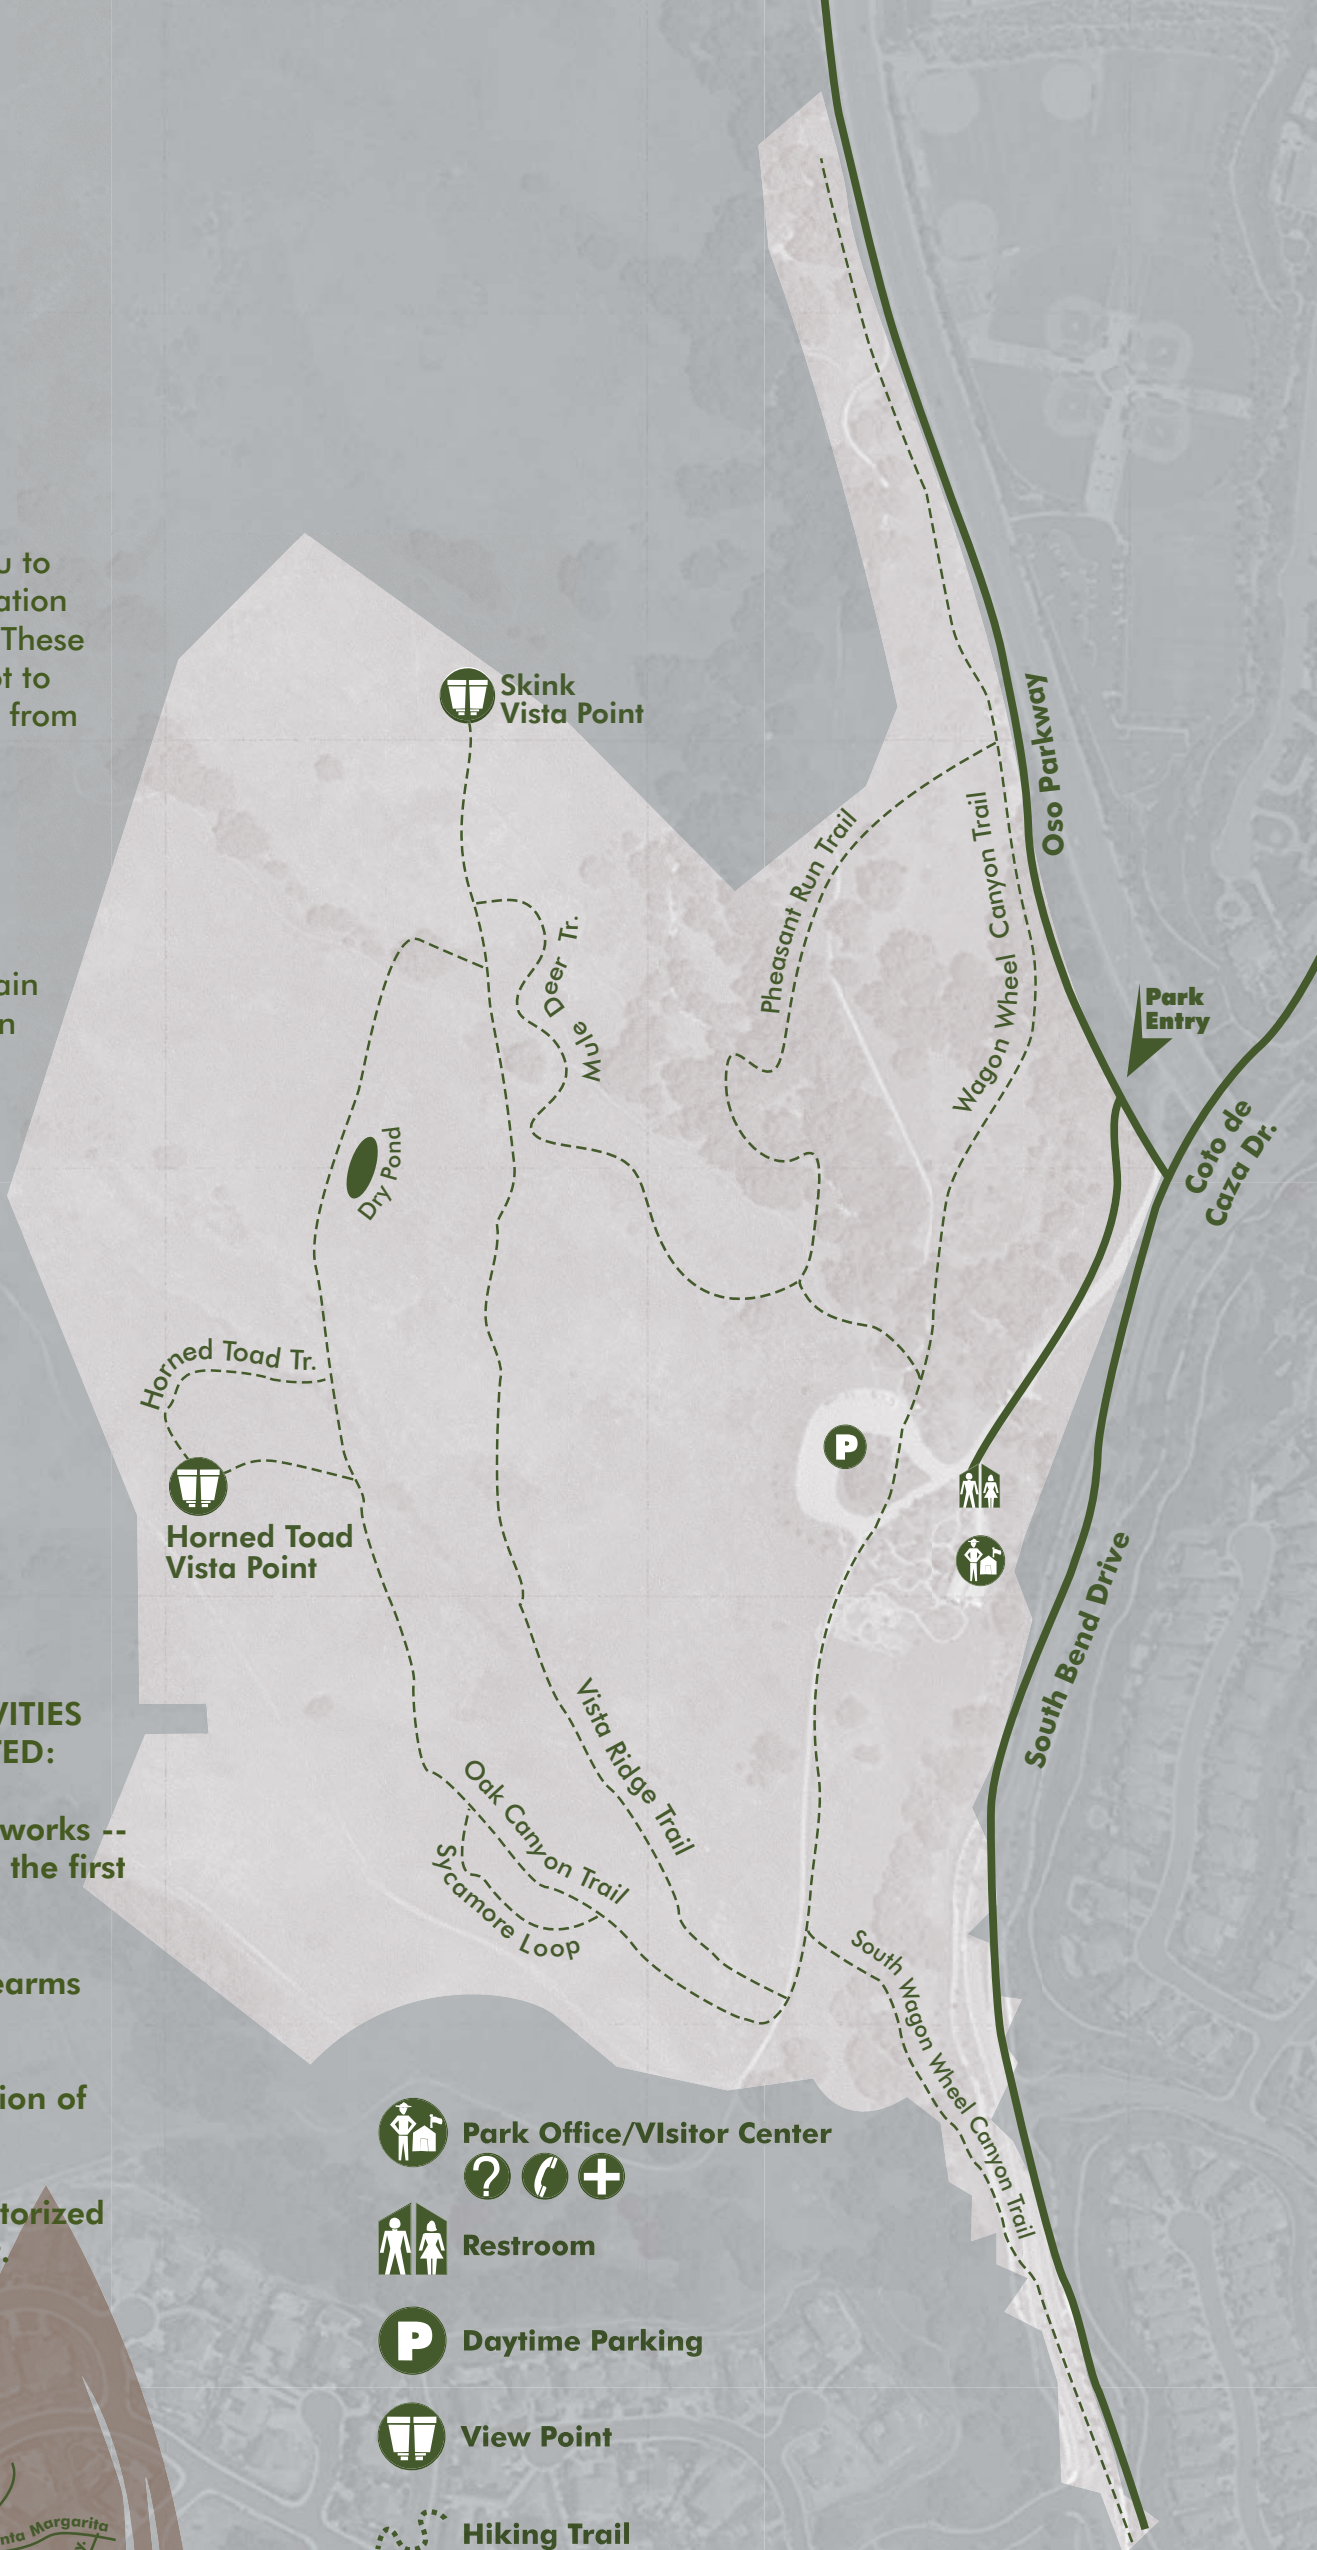 u to
ation
These
t to
from
ain
n
VITIES
TED:
works --
the first
earms
ion of
torized
.
Skink
Vista Point
Oso Parkway
Pheasant Run Trail
Wagon Wheel Canyon Trail
Mule Deer Tr.
Park
Entry
Coto de
Caza Dr.
Dry Pond
Horned Toad Tr.
P
Horned Toad
Vista Point
South Bend Drive
Vista Ridge Trail
Oak Canyon Trail
Sycamore Loop
South Wagon Wheel Canyon Trail
Park Office/VIsitor Center
?
Restroom
P Daytime Parking
View Point
Hiking Trail
nta Margarita